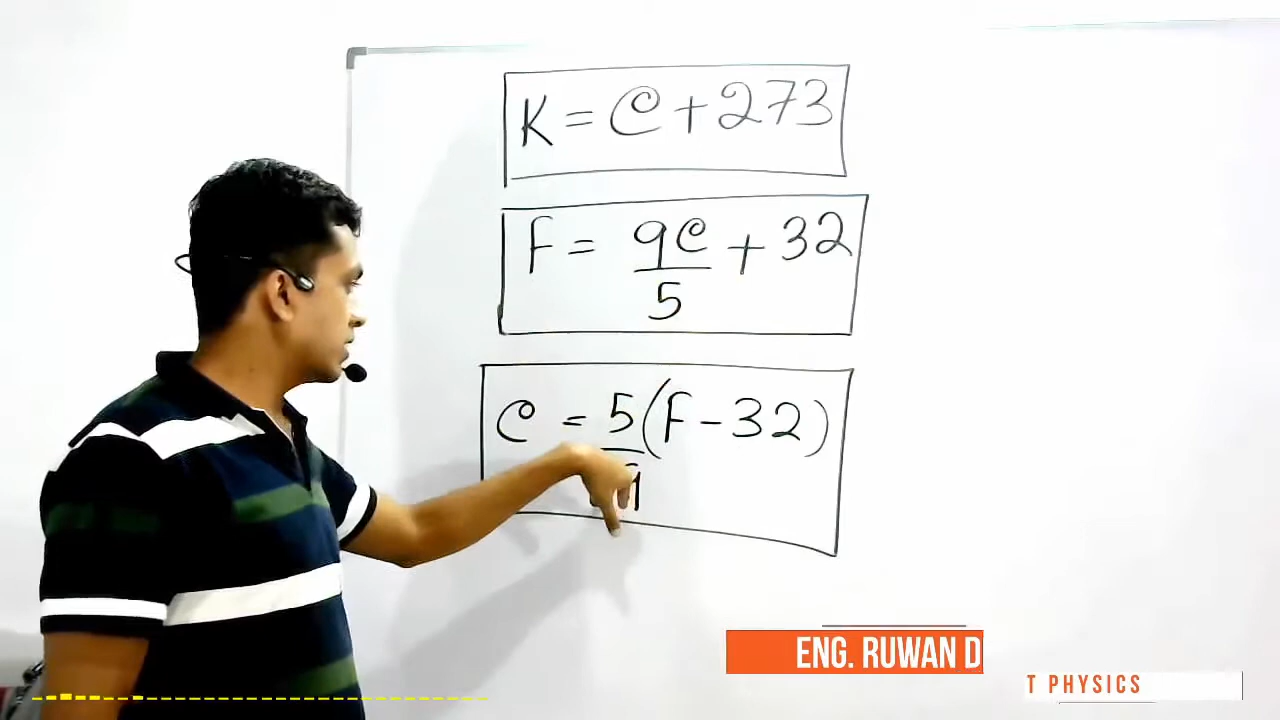 K = C + 273
F = 9C/5 + 32
C = 5/9 (F - 32)
ENG. RUWAN D
T PHYSICS